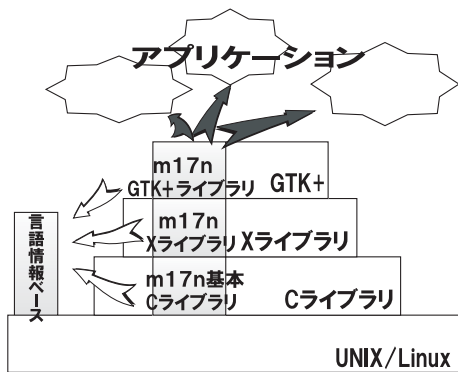 アプリケーション
m17n
GTK+ライブラリ
GTK+
m17n
Xライブラリ
Xライブラリ
m17n基本
Cライブラリ
Cライブラリ
言語情報ベース
UNIX/Linux